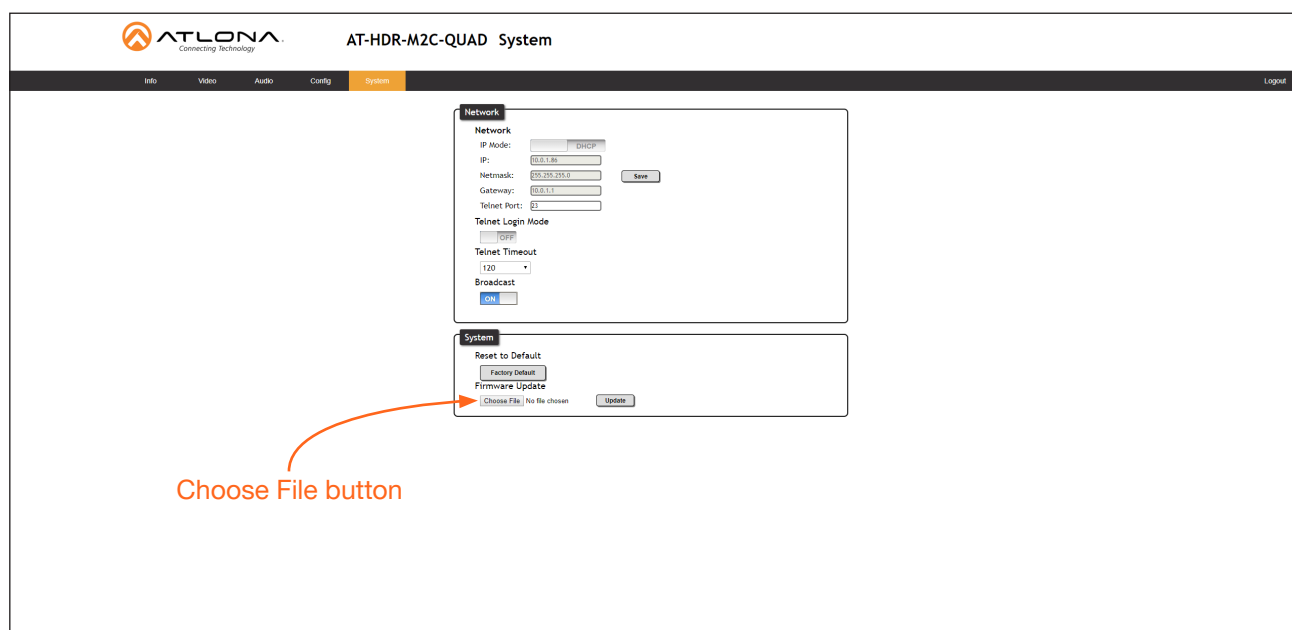 ATLONA.
Connecting Technology
AT-HDR-M2C-QUAD System
Info Video Audio Config System Logout
Network
Network
IP Mode: DHCP
IP: 10.0.1.86
Netmask: 255.255.255.0 Save
Gateway: 10.0.1.1
Telnet Port: 23
Telnet Login Mode
OFF
Telnet Timeout
120
Broadcast
ON
System
Reset to Default
Factory Default
Firmware Update
Choose File No file chosen Update
Choose File button